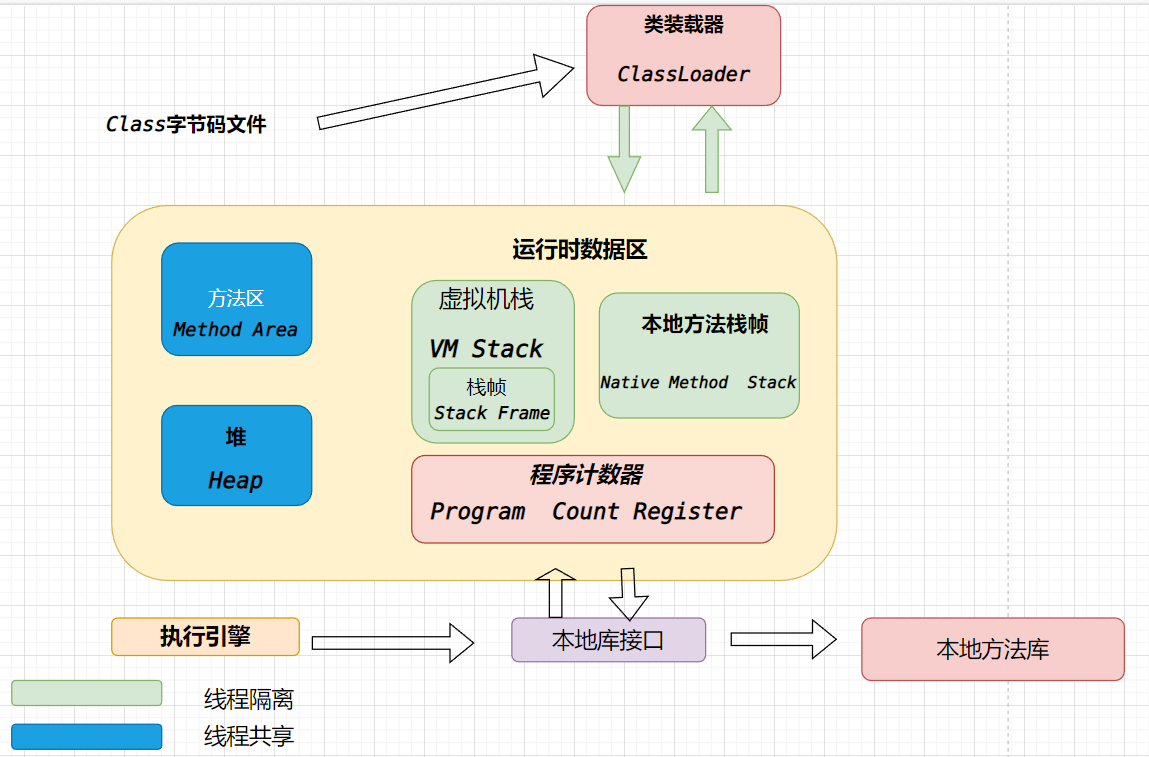 类装载器
ClassLoader
Class字节码文件
运行时数据区
方法区
Method Area
虚拟机栈
VM Stack
栈帧
Stack Frame
本地方法栈帧
Native Method Stack
堆
Heap
程序计数器
Program Count Register
执行引擎
本地库接口
本地方法库
线程隔离
线程共享